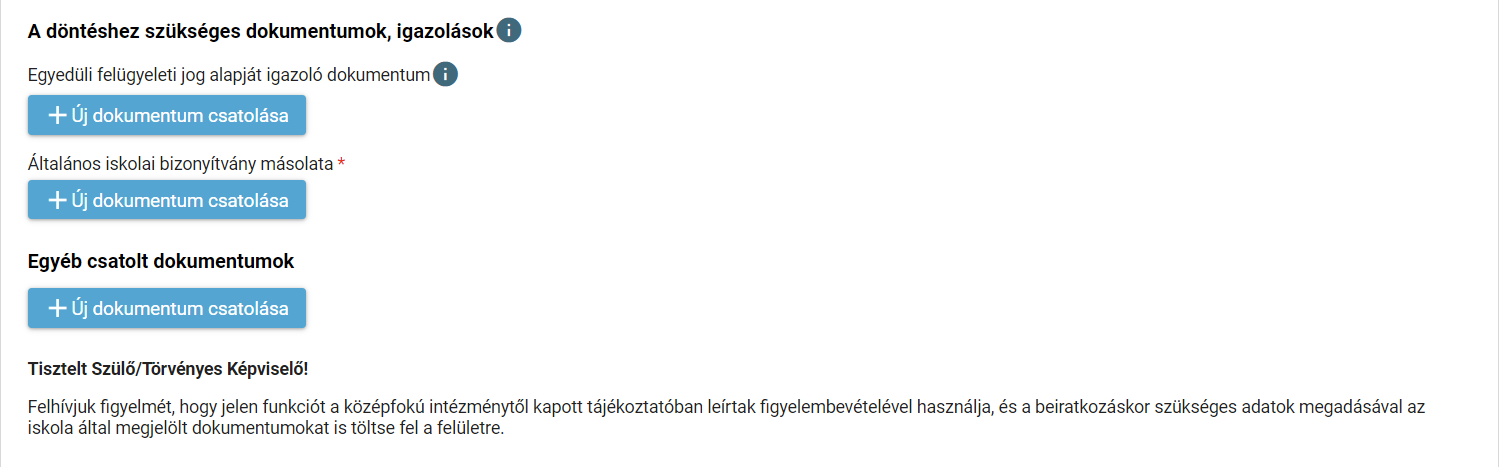 A döntéshez szükséges dokumentumok, igazolások
Egyedüli felügyeleti jog alapját igazoló dokumentum
Új dokumentum csatolása
Általános iskolai bizonyítvány másolata *
Új dokumentum csatolása
Egyéb csatolt dokumentumok
Új dokumentum csatolása
Tisztelt Szülő/Törvényes Képviselő!
Felhívjuk figyelmét, hogy jelen funkciót a középfokú intézménytől kapott tájékoztatóban leírtak figyelembevételével használja, és a beiratkozáskor szükséges adatok megadásával az
iskola által megjelölt dokumentumokat is töltse fel a felületre.